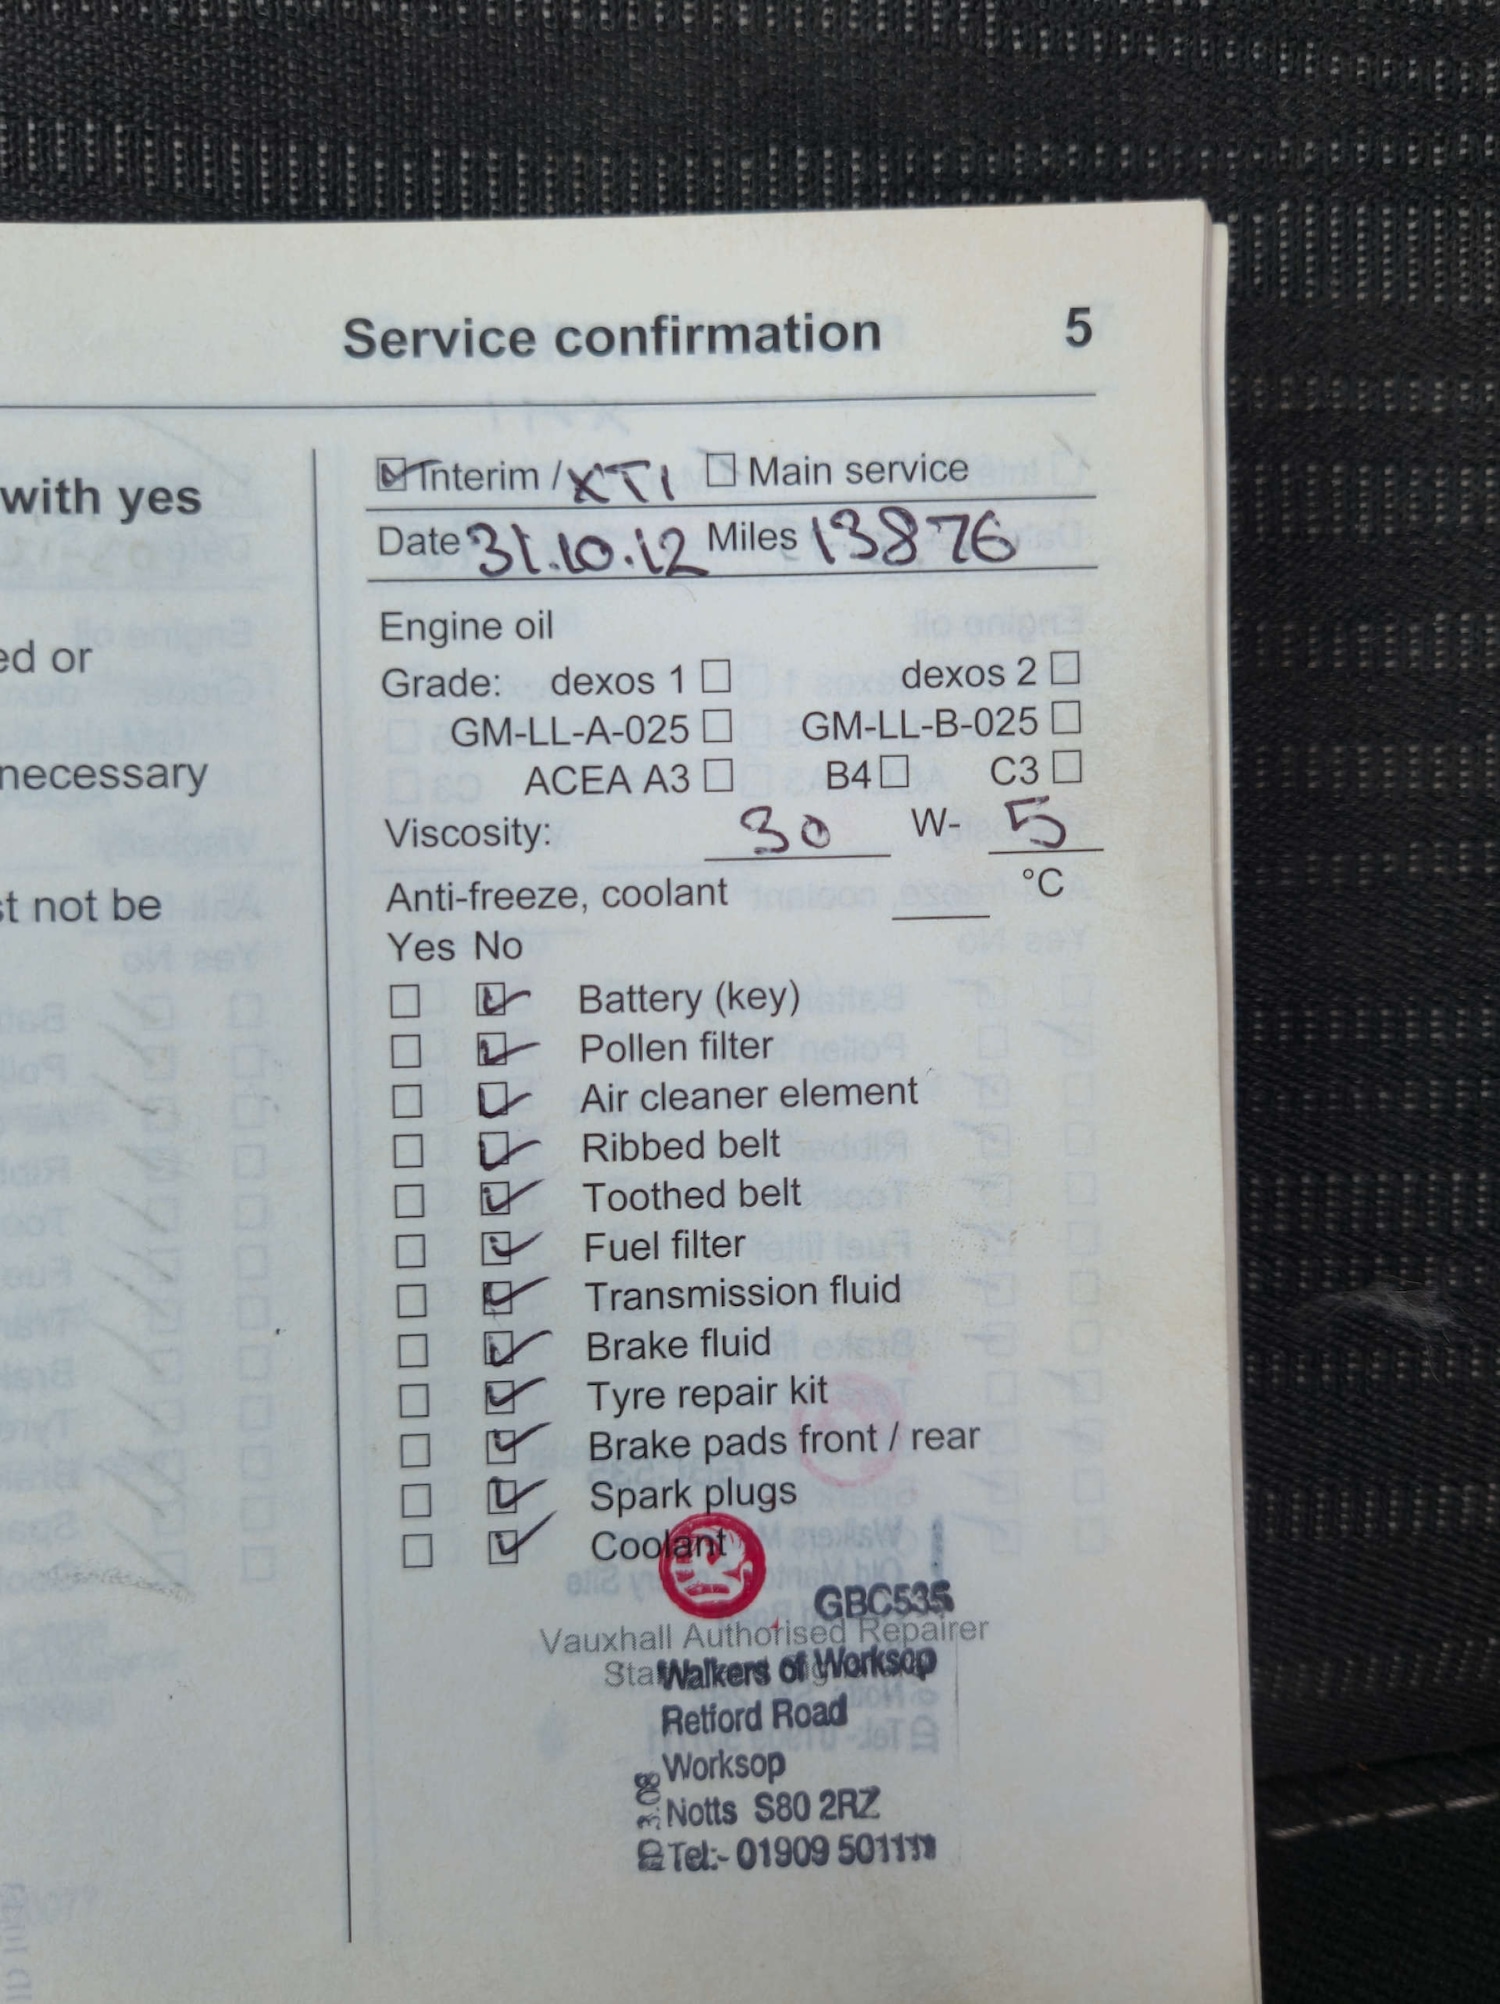 Service confirmation 5
with yes
ed or
necessary
st not be
Interim / XTI Main service
Date 31.10.12 Miles 13876
Engine oil
Grade: dexos 1 dexos 2
GM-LL-A-025 GM-LL-B-025
ACEA A3 B4 C3
Viscosity: 30 W- 5
Anti-freeze, coolant °C
Yes No
Battery (key)
Pollen filter
Air cleaner element
Ribbed belt
Toothed belt
Fuel filter
Transmission fluid
Brake fluid
Tyre repair kit
Brake pads front / rear
Spark plugs
Coolant
GBC535
Vauxhall Authorised Repairer
Walkers of Worksop
Retford Road
Worksop
Notts S80 2RZ
Tel:- 01909 501111